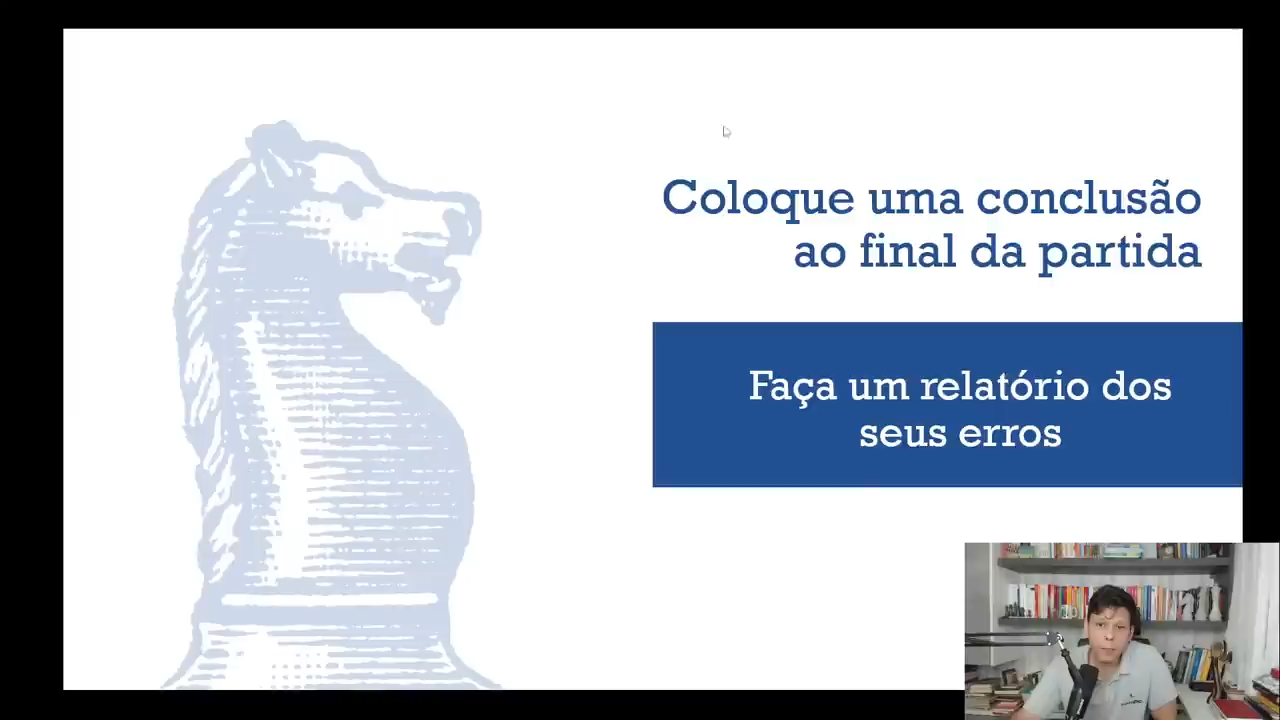 Coloque uma conclusão
ao final da partida
Faça um relatório dos
seus erros